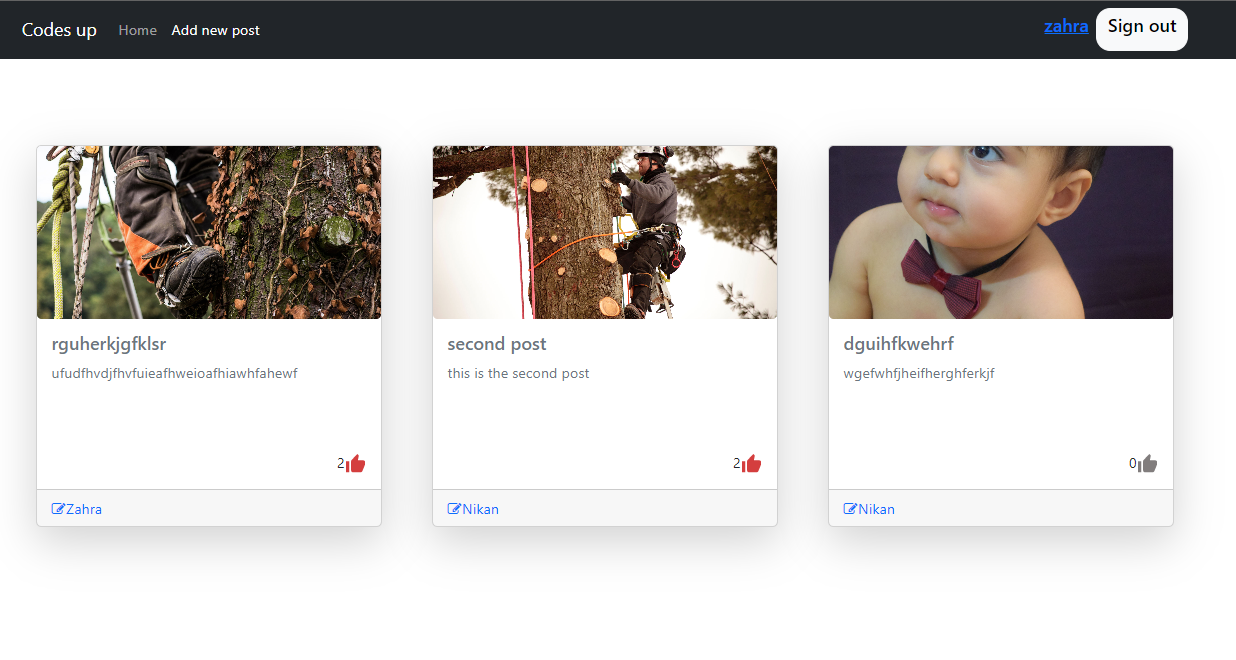 Codes up Home Add new post zahra Sign out
rguherkjgfklsr
ufudfhvdjfhvfuieafhweioafhiawhfahewf
2
Zahra
second post
this is the second post
2
Nikan
dguihfkwehrf
wgefwhfjheifherghferkjf
0
Nikan